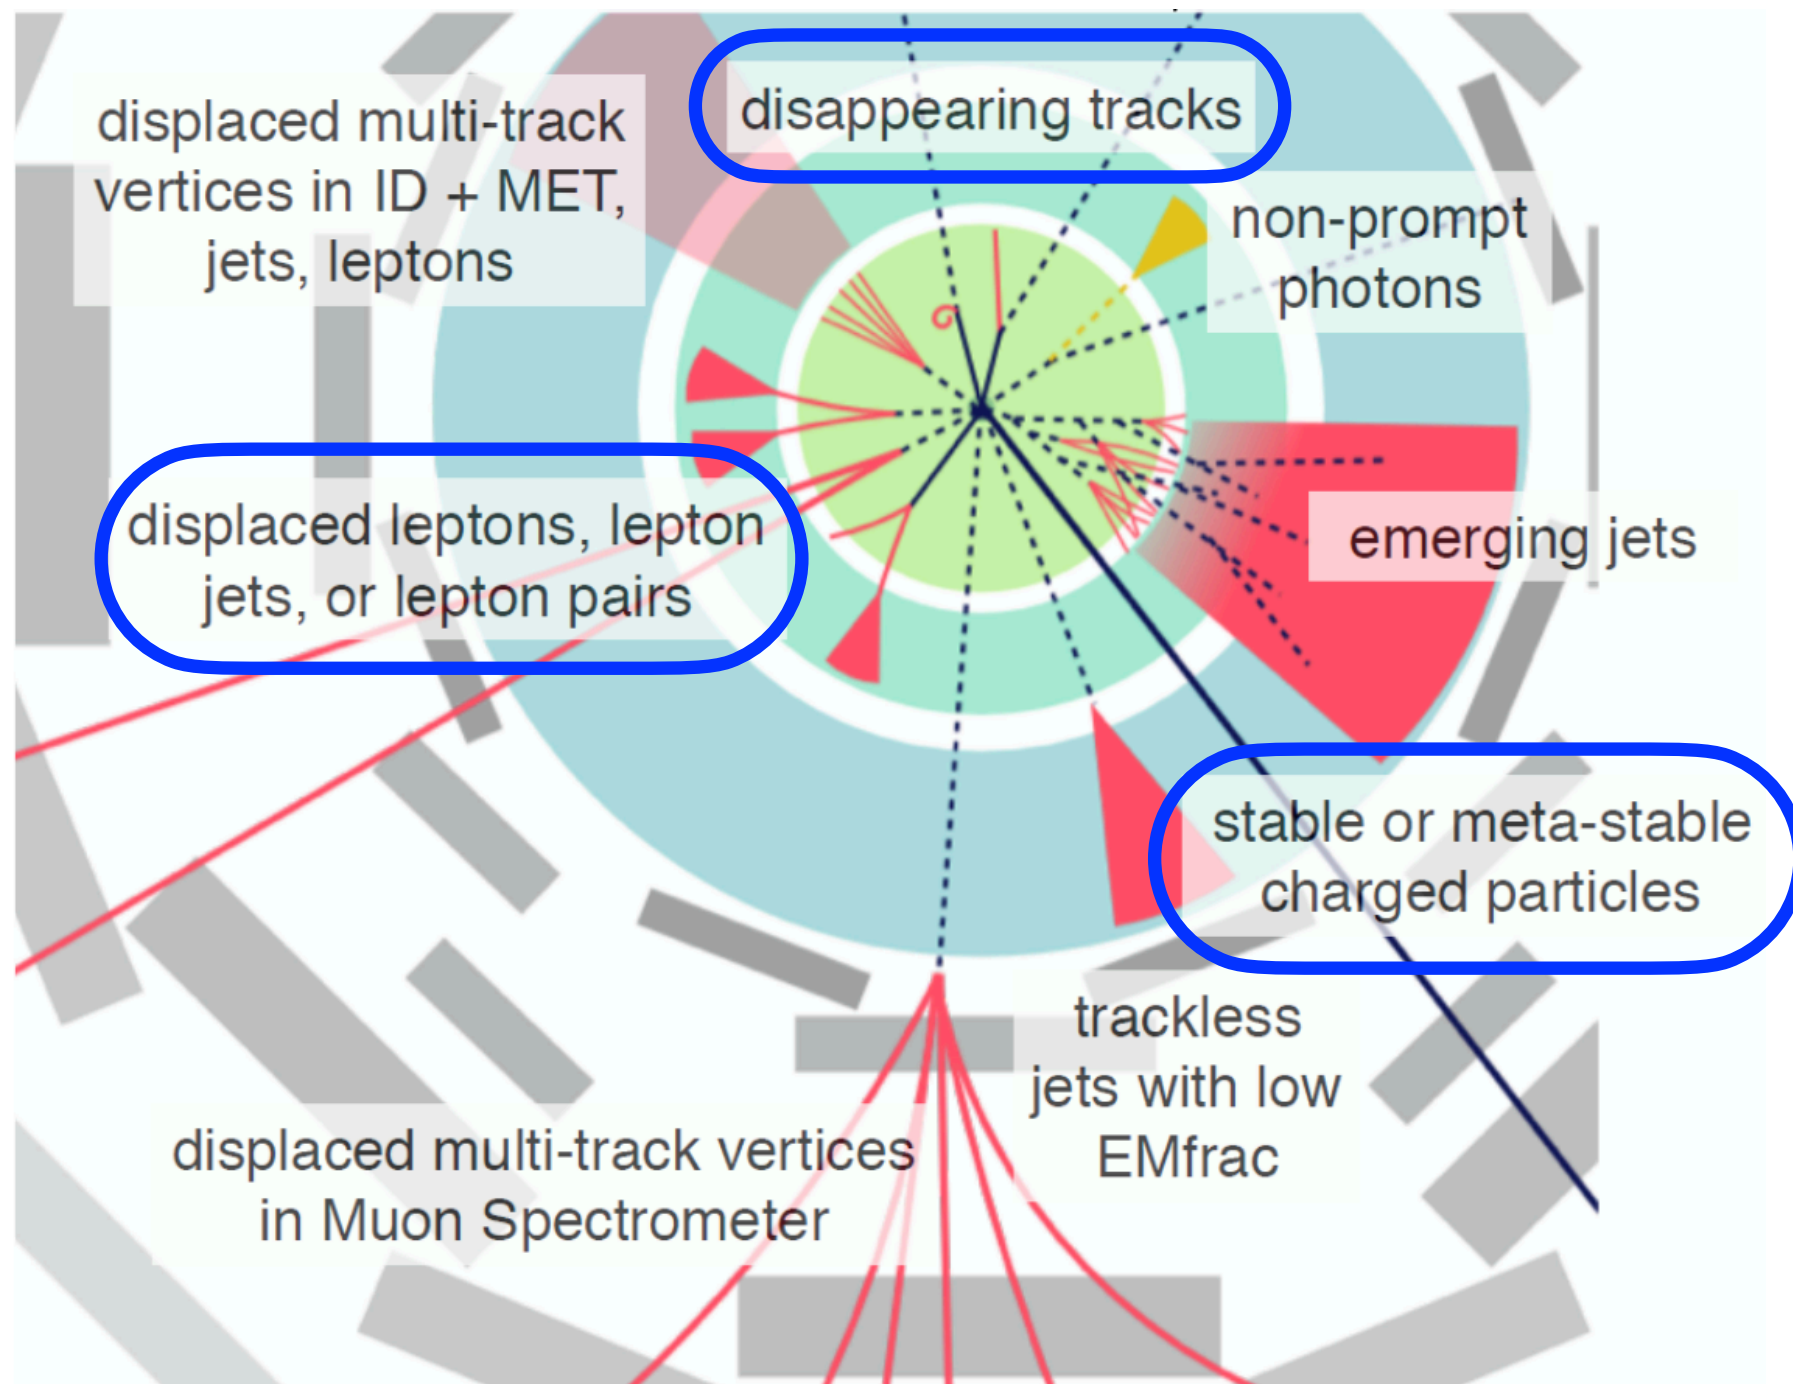 disappearing tracks
displaced multi-track
vertices in ID + MET,
jets, leptons
non-prompt
photons
displaced leptons, lepton
jets, or lepton pairs
emerging jets
stable or meta-stable
charged particles
trackless
jets with low
EMfrac
displaced multi-track vertices
in Muon Spectrometer